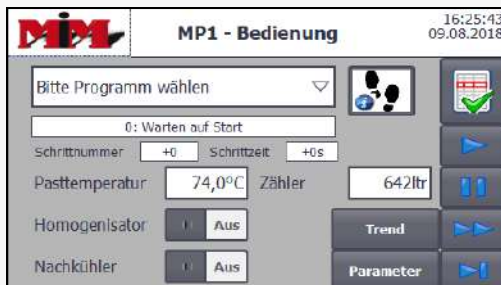 MIM
MP1 - Bedienung
16:25:43
09.08.2018
Bitte Programm wählen
0: Warten auf Start
Schrittnummer +0 Schrittzeit +0s
Pasttemperatur 74,0°C Zähler 642ltr
Homogenisator Aus Trend
Nachkühler Aus Parameter